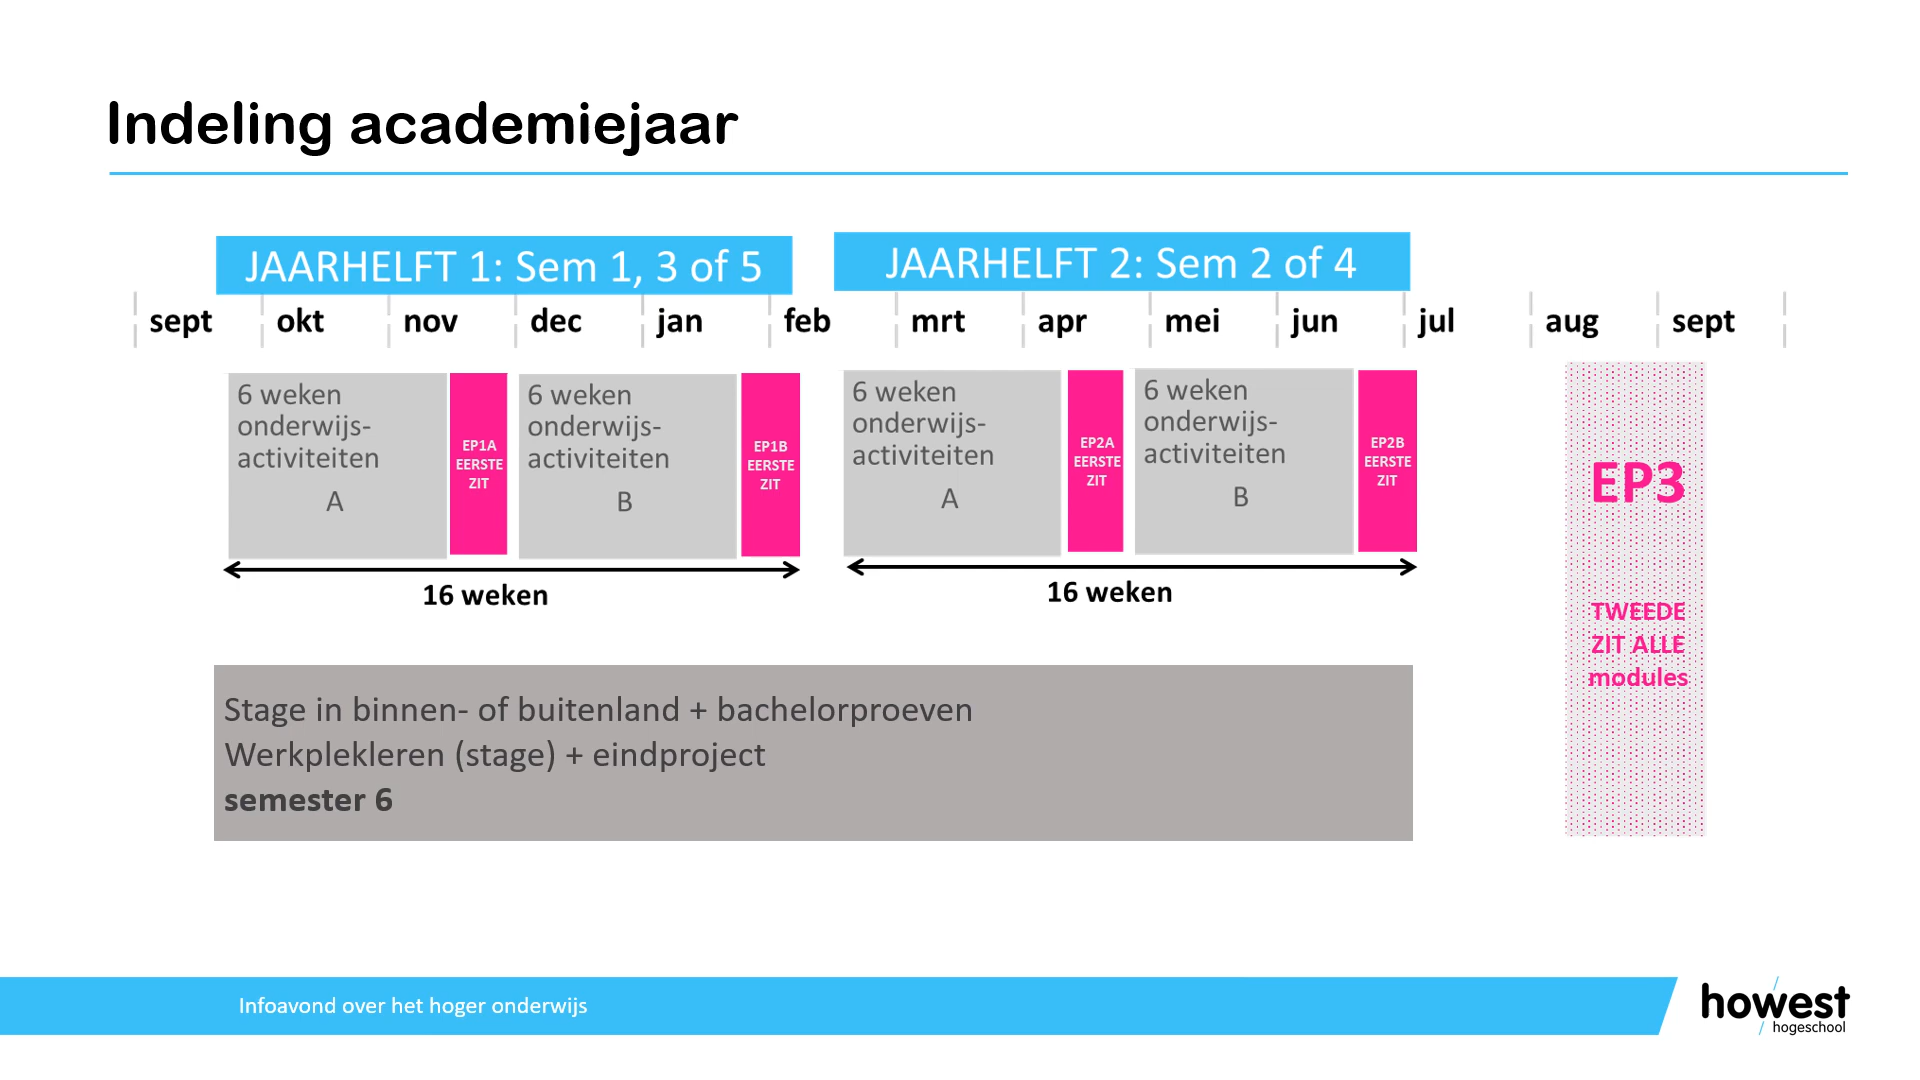 Indeling academiejaar
JAARHELFT 1: Sem 1, 3 of 5
JAARHELFT 2: Sem 2 of 4
sept okt nov dec jan feb mrt apr mei jun jul aug sept
6 weken
onderwijs-
activiteiten
A
EP1A
EERSTE
ZIT
6 weken
onderwijs-
activiteiten
B
EP1B
EERSTE
ZIT
16 weken
6 weken
onderwijs-
activiteiten
A
EP2A
EERSTE
ZIT
6 weken
onderwijs-
activiteiten
B
EP2B
EERSTE
ZIT
16 weken
EP3
TWEEDE
ZIT ALLE
modules
Stage in binnen- of buitenland + bachelorproeven
Werkplekleren (stage) + eindproject
semester 6
Infoavond over het hoger onderwijs
howest
hogeschool